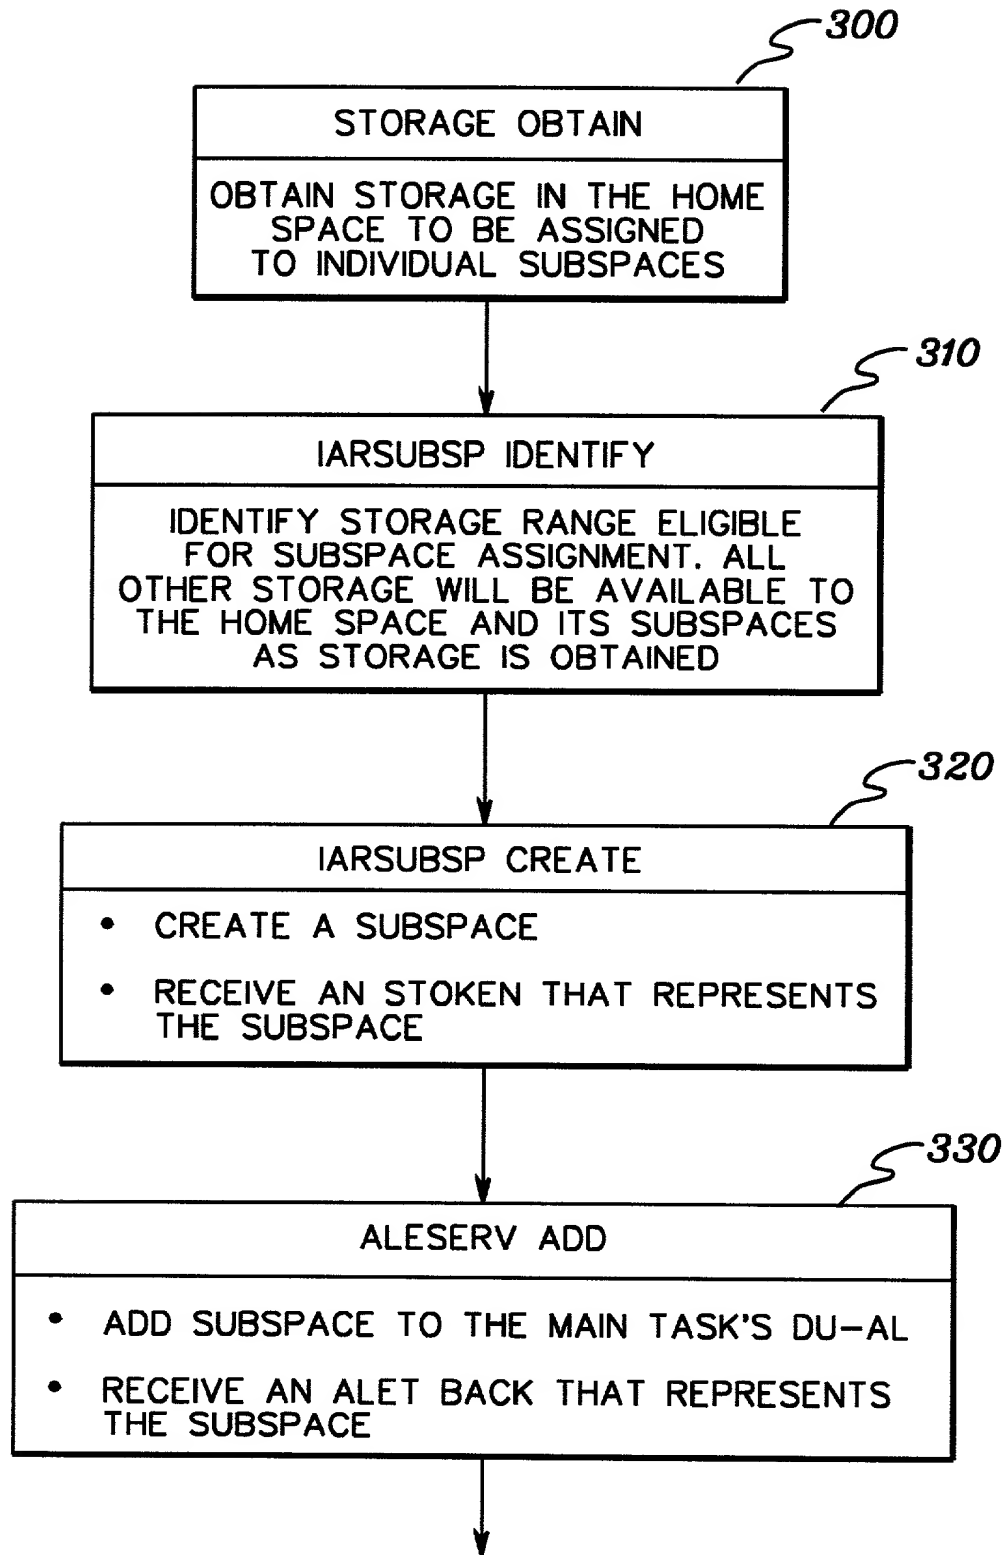 300
STORAGE OBTAIN
OBTAIN STORAGE IN THE HOME
SPACE TO BE ASSIGNED
TO INDIVIDUAL SUBSPACES
310
IARSUBSP IDENTIFY
IDENTIFY STORAGE RANGE ELIGIBLE
FOR SUBSPACE ASSIGNMENT. ALL
OTHER STORAGE WILL BE AVAILABLE TO
THE HOME SPACE AND ITS SUBSPACES
AS STORAGE IS OBTAINED
320
IARSUBSP CREATE
• CREATE A SUBSPACE
• RECEIVE AN STOKEN THAT REPRESENTS
THE SUBSPACE
330
ALESERV ADD
• ADD SUBSPACE TO THE MAIN TASK'S DU-AL
• RECEIVE AN ALET BACK THAT REPRESENTS
THE SUBSPACE